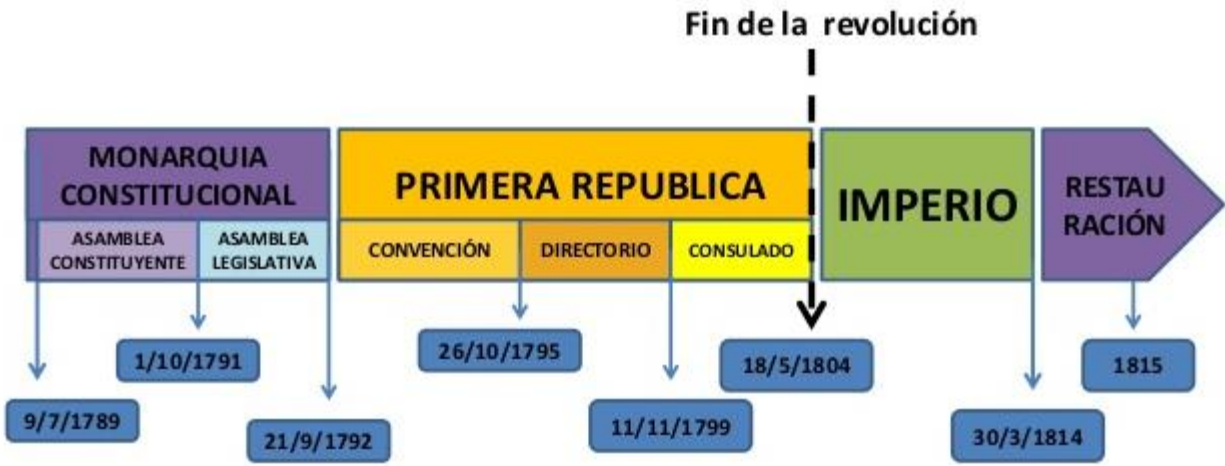 Fin de la revolución
MONARQUIA
CONSTITUCIONAL
ASAMBLEA
CONSTITUYENTE
ASAMBLEA
LEGISLATIVA
PRIMERA REPUBLICA
CONVENCIÓN
DIRECTORIO
CONSULADO
IMPERIO
RESTAU
RACIÓN
9/7/1789
1/10/1791
21/9/1792
26/10/1795
11/11/1799
18/5/1804
30/3/1814
1815